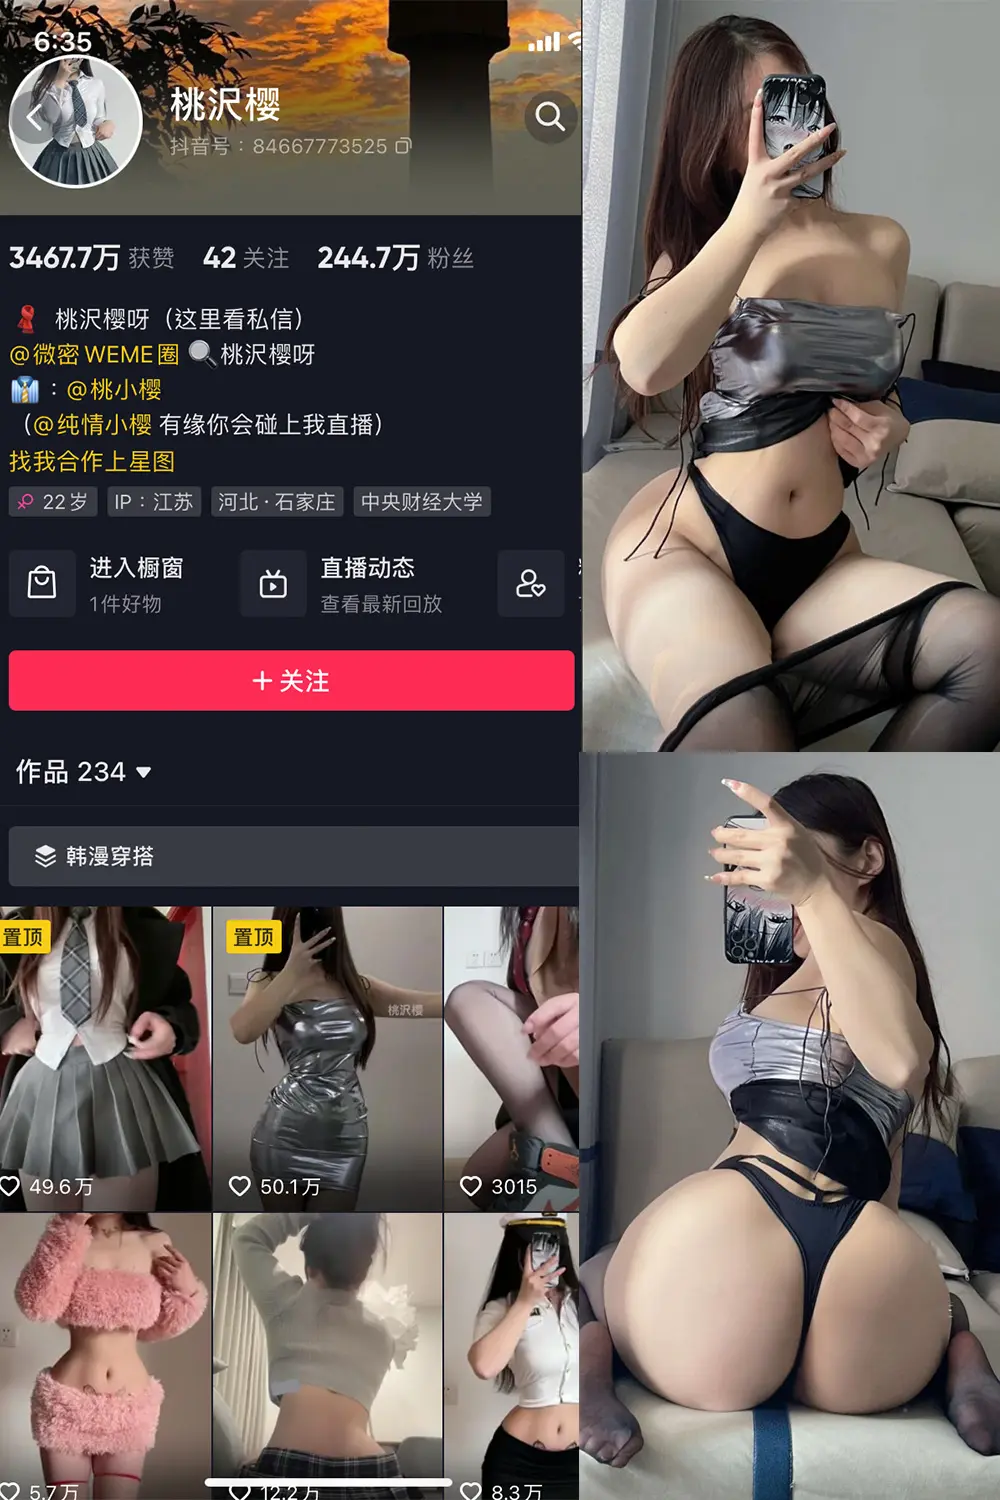 6:35
桃沢樱
抖音号：84667773525
3467.7万 获赞 42 关注 244.7万 粉丝
桃沢樱呀（这里看私信）
@微密 WEME圈 🔍桃沢樱呀
👔：@桃小樱
（@纯情小樱 有缘你会碰上我直播）
找我合作上星图
22岁 IP：江苏 河北·石家庄 中央财经大学
进入橱窗 直播动态
1件好物 查看最新回放
+ 关注
作品 234
韩漫穿搭
置顶 置顶
桃沢樱
49.6万 50.1万 3015
5.7万 12.2万 8.3万